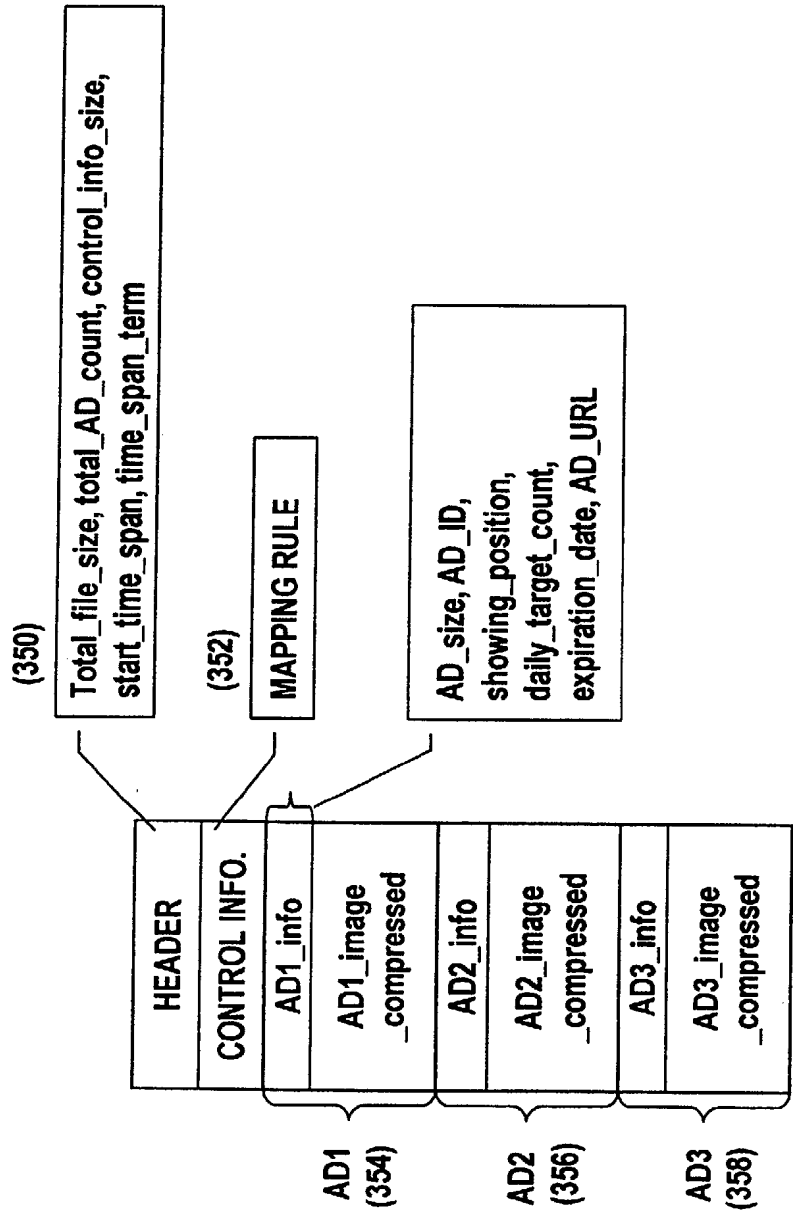 (350)
Total_file_size, total_AD_count, control_info_size,
start_time_span, time_span_term
(352)
MAPPING RULE
AD_size, AD_ID,
showing_position,
daily_target_count,
expiration_date, AD_URL
HEADER
CONTROL INFO.
AD1_info
AD1_image
_compressed
AD2_info
AD2_image
_compressed
AD3_info
AD3_image
_compressed
AD1
(354)
AD2
(356)
AD3
(358)